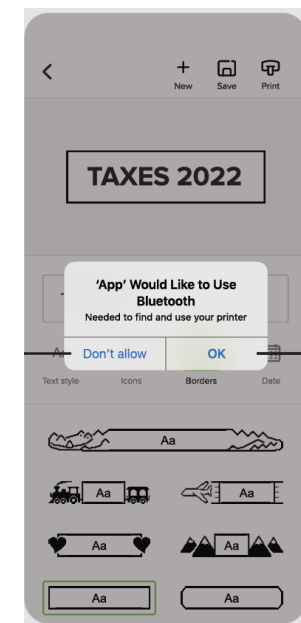 New Save Print
TAXES 2022
'App' Would Like to Use
Bluetooth
Needed to find and use your printer
Don't allow OK
Text style Icons Borders Date
Aa
Aa Aa
Aa Aa
Aa Aa